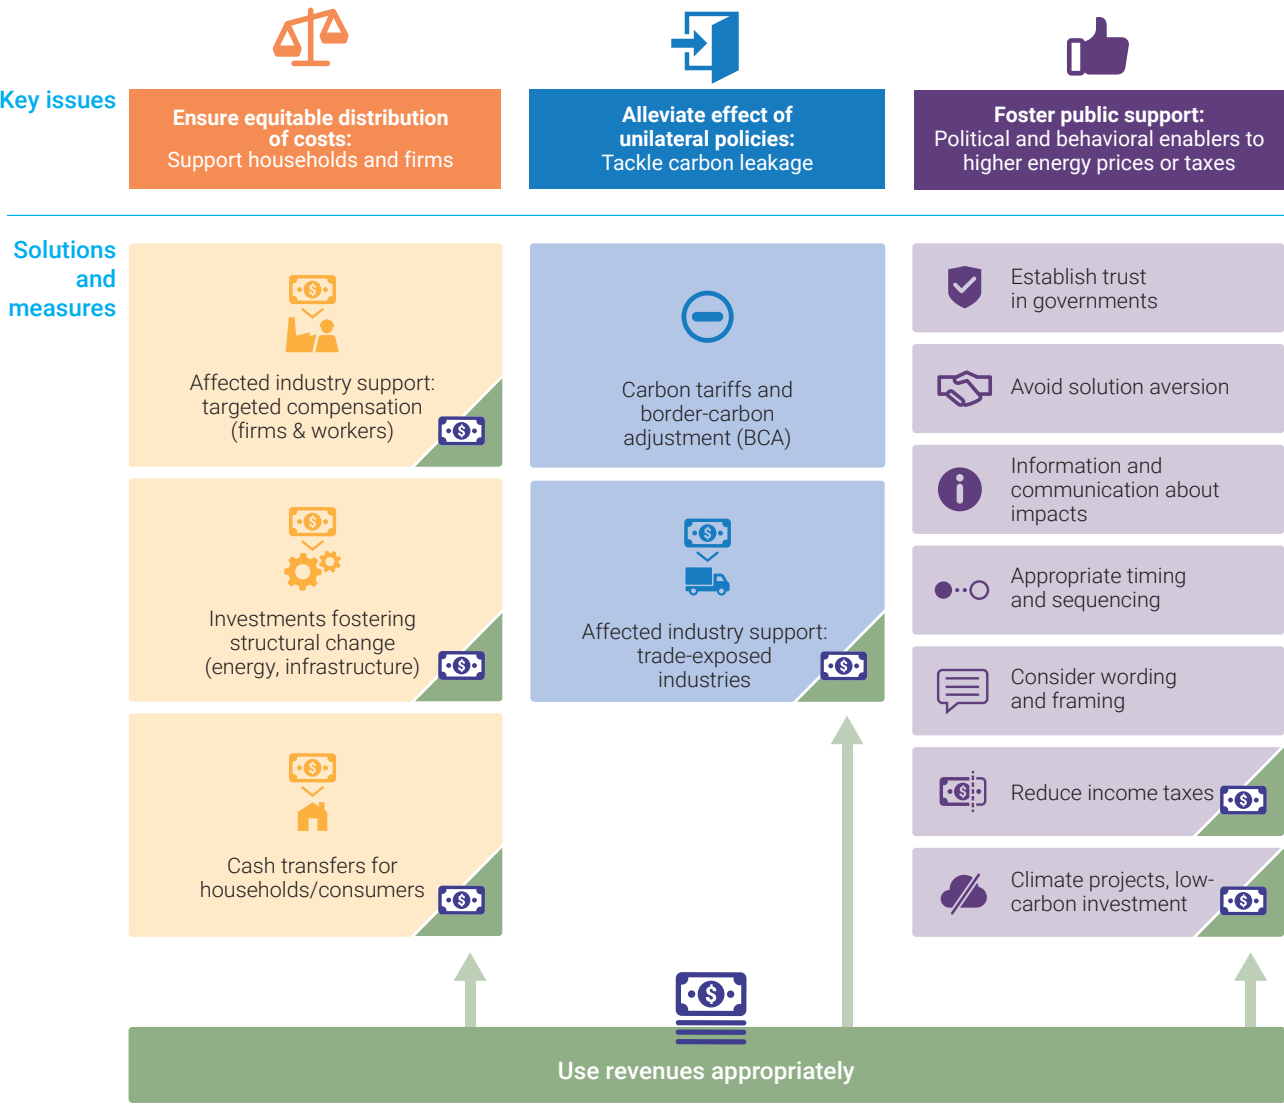 Key issues
Ensure equitable distribution
of costs:
Support households and firms
Alleviate effect of
unilateral policies:
Tackle carbon leakage
Foster public support:
Political and behavioral enablers to
higher energy prices or taxes
Solutions
and
measures
Affected industry support:
targeted compensation
(firms & workers)
Investments fostering
structural change
(energy, infrastructure)
Cash transfers for
households/consumers
Carbon tariffs and
border-carbon
adjustment (BCA)
Affected industry support:
trade-exposed
industries
Establish trust
in governments
Avoid solution aversion
Information and
communication about
impacts
Appropriate timing
and sequencing
Consider wording
and framing
Reduce income taxes
Climate projects, low-
carbon investment
Use revenues appropriately